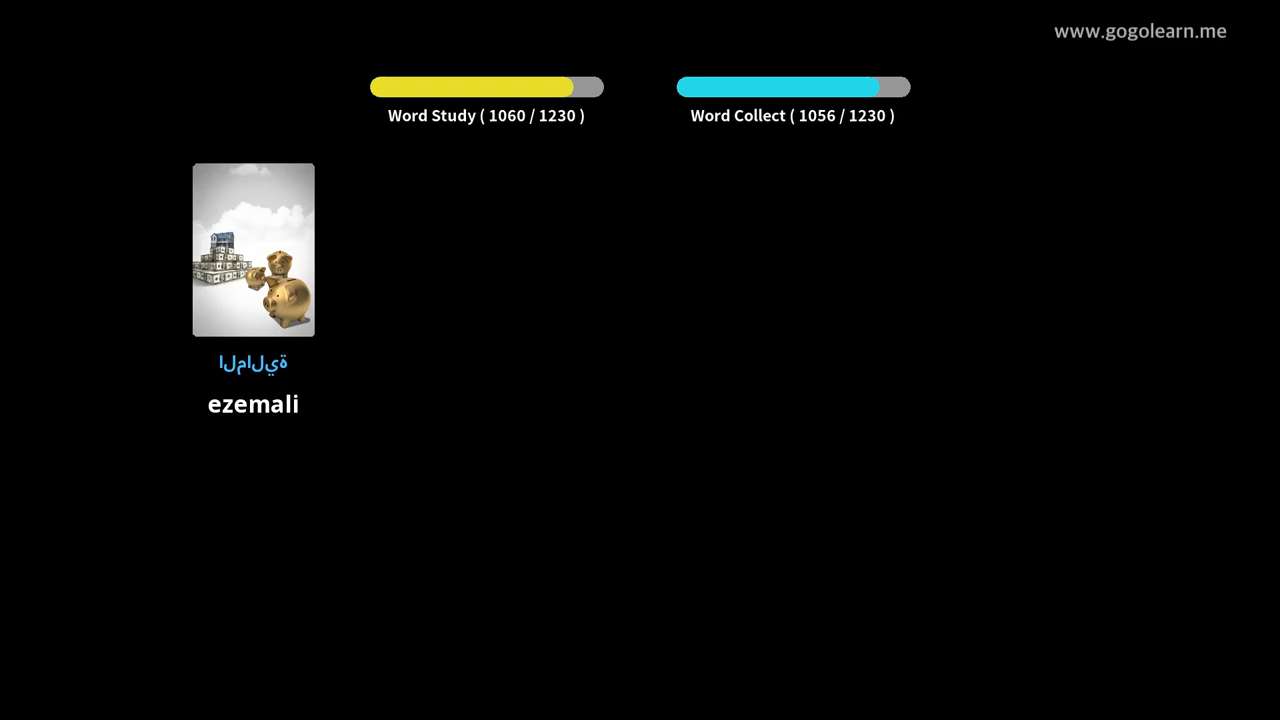 www.gogolearn.me
Word Study ( 1060 / 1230 )
Word Collect ( 1056 / 1230 )
المالية
ezemali